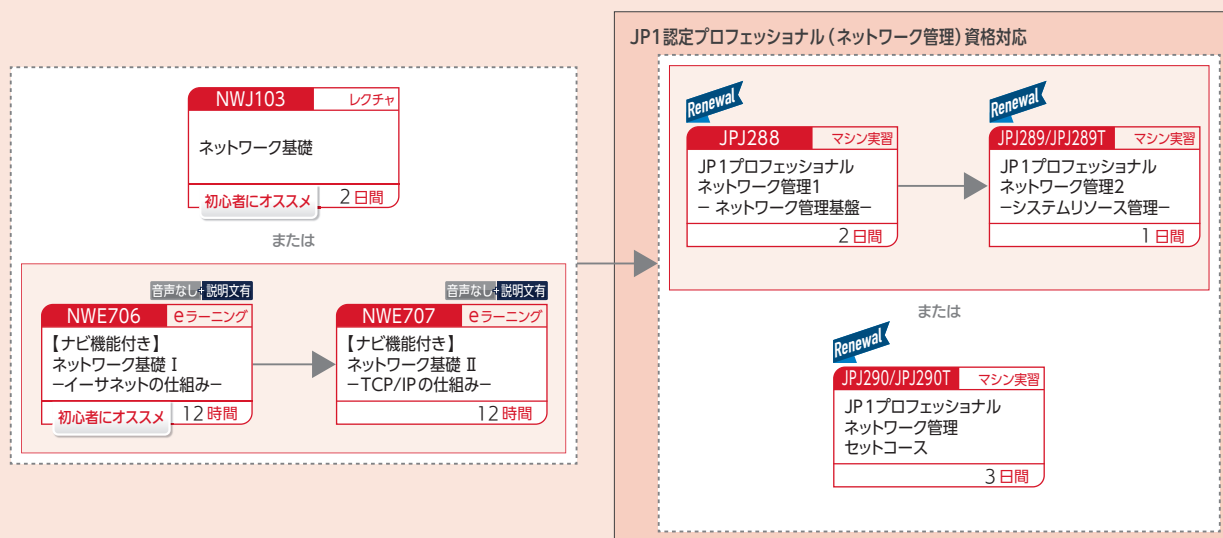 JP1認定プロフェッショナル（ネットワーク管理）資格対応
NWJ103 レクチャ
ネットワーク基礎
初心者にオススメ 2日間
または
音声なし+説明文有
NWE706 eラーニング
【ナビ機能付き】
ネットワーク基礎 Ⅰ
−イーサネットの仕組み−
初心者にオススメ 12時間
音声なし+説明文有
NWE707 eラーニング
【ナビ機能付き】
ネットワーク基礎 Ⅱ
−TCP/IPの仕組み−
12時間
Renewal
JPJ288 マシン実習
JP1プロフェッショナル
ネットワーク管理1
− ネットワーク管理基盤−
2日間
Renewal
JPJ289/JPJ289T マシン実習
JP1プロフェッショナル
ネットワーク管理2
−システムリソース管理−
1日間
または
Renewal
JPJ290/JPJ290T マシン実習
JP1プロフェッショナル
ネットワーク管理
セットコース
3日間